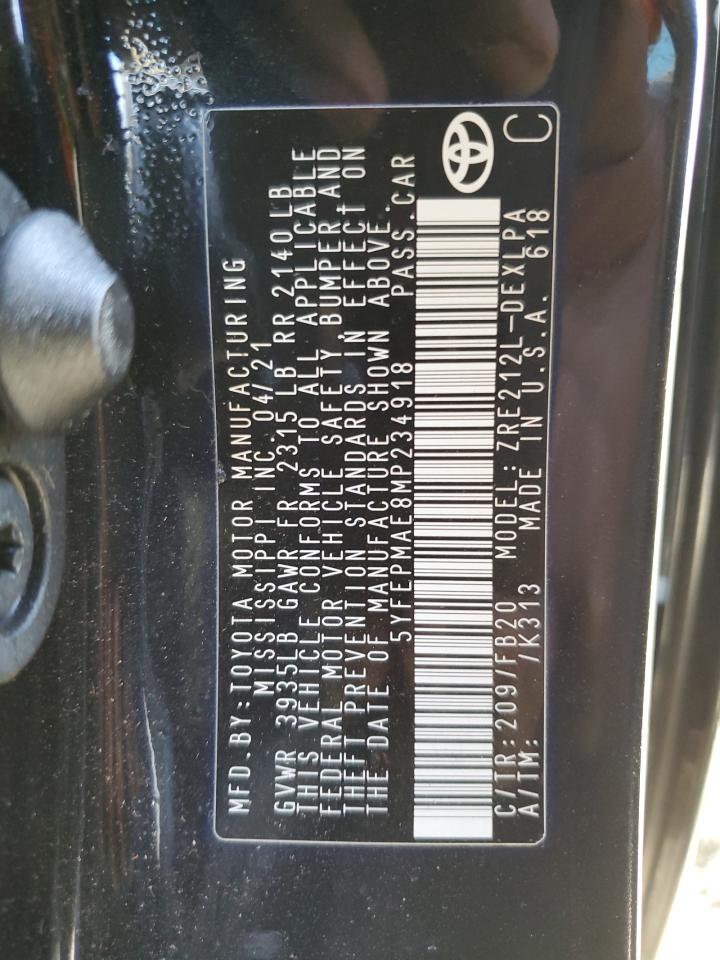 MFD.BY:TOYOTA MOTOR MANUFACTURING
MISSISSIPPI INC.04/21
GVWR 3935LB GAWR FR 2315 LB RR 2140LB
THIS VEHICLE CONFORMS TO ALL APPLICABLE
FEDERAL MOTOR VEHICLE SAFETY, BUMPER, AND
THEFT PREVENTION STANDARDS IN EFFECT ON
THE DATE OF MANUFACTURE SHOWN ABOVE.
5YFEPMAE8MP234918 PASS.CAR
C/TR:209/FB20 MODEL:ZRE212L-DEXLPA
A/TM: /K313 MADE IN U.S.A. 618
C